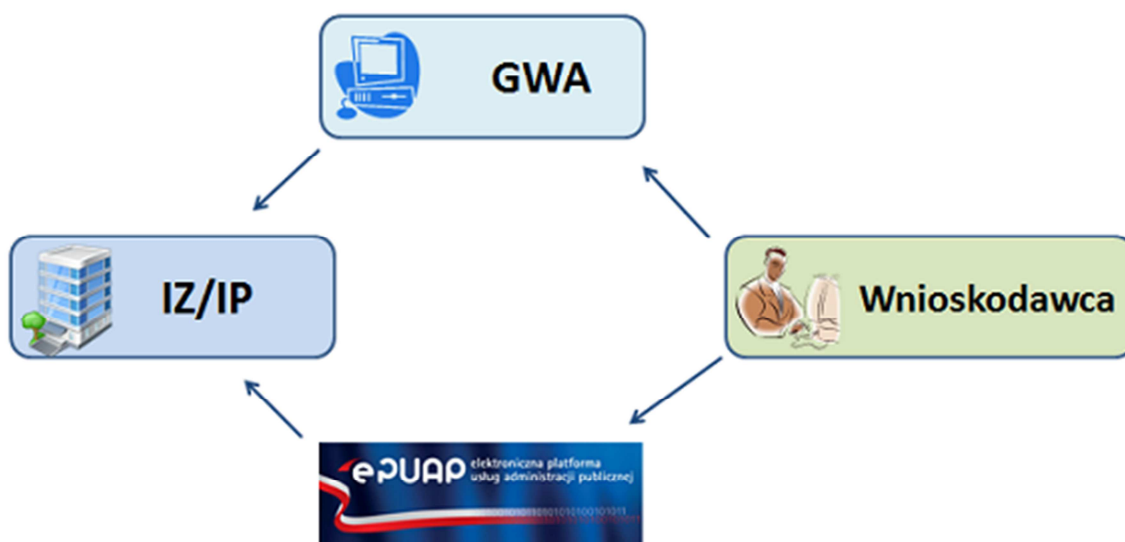 GWA
IZ/IP
Wnioskodawca
ePUAP
elektroniczna platforma
usług administracji publicznej